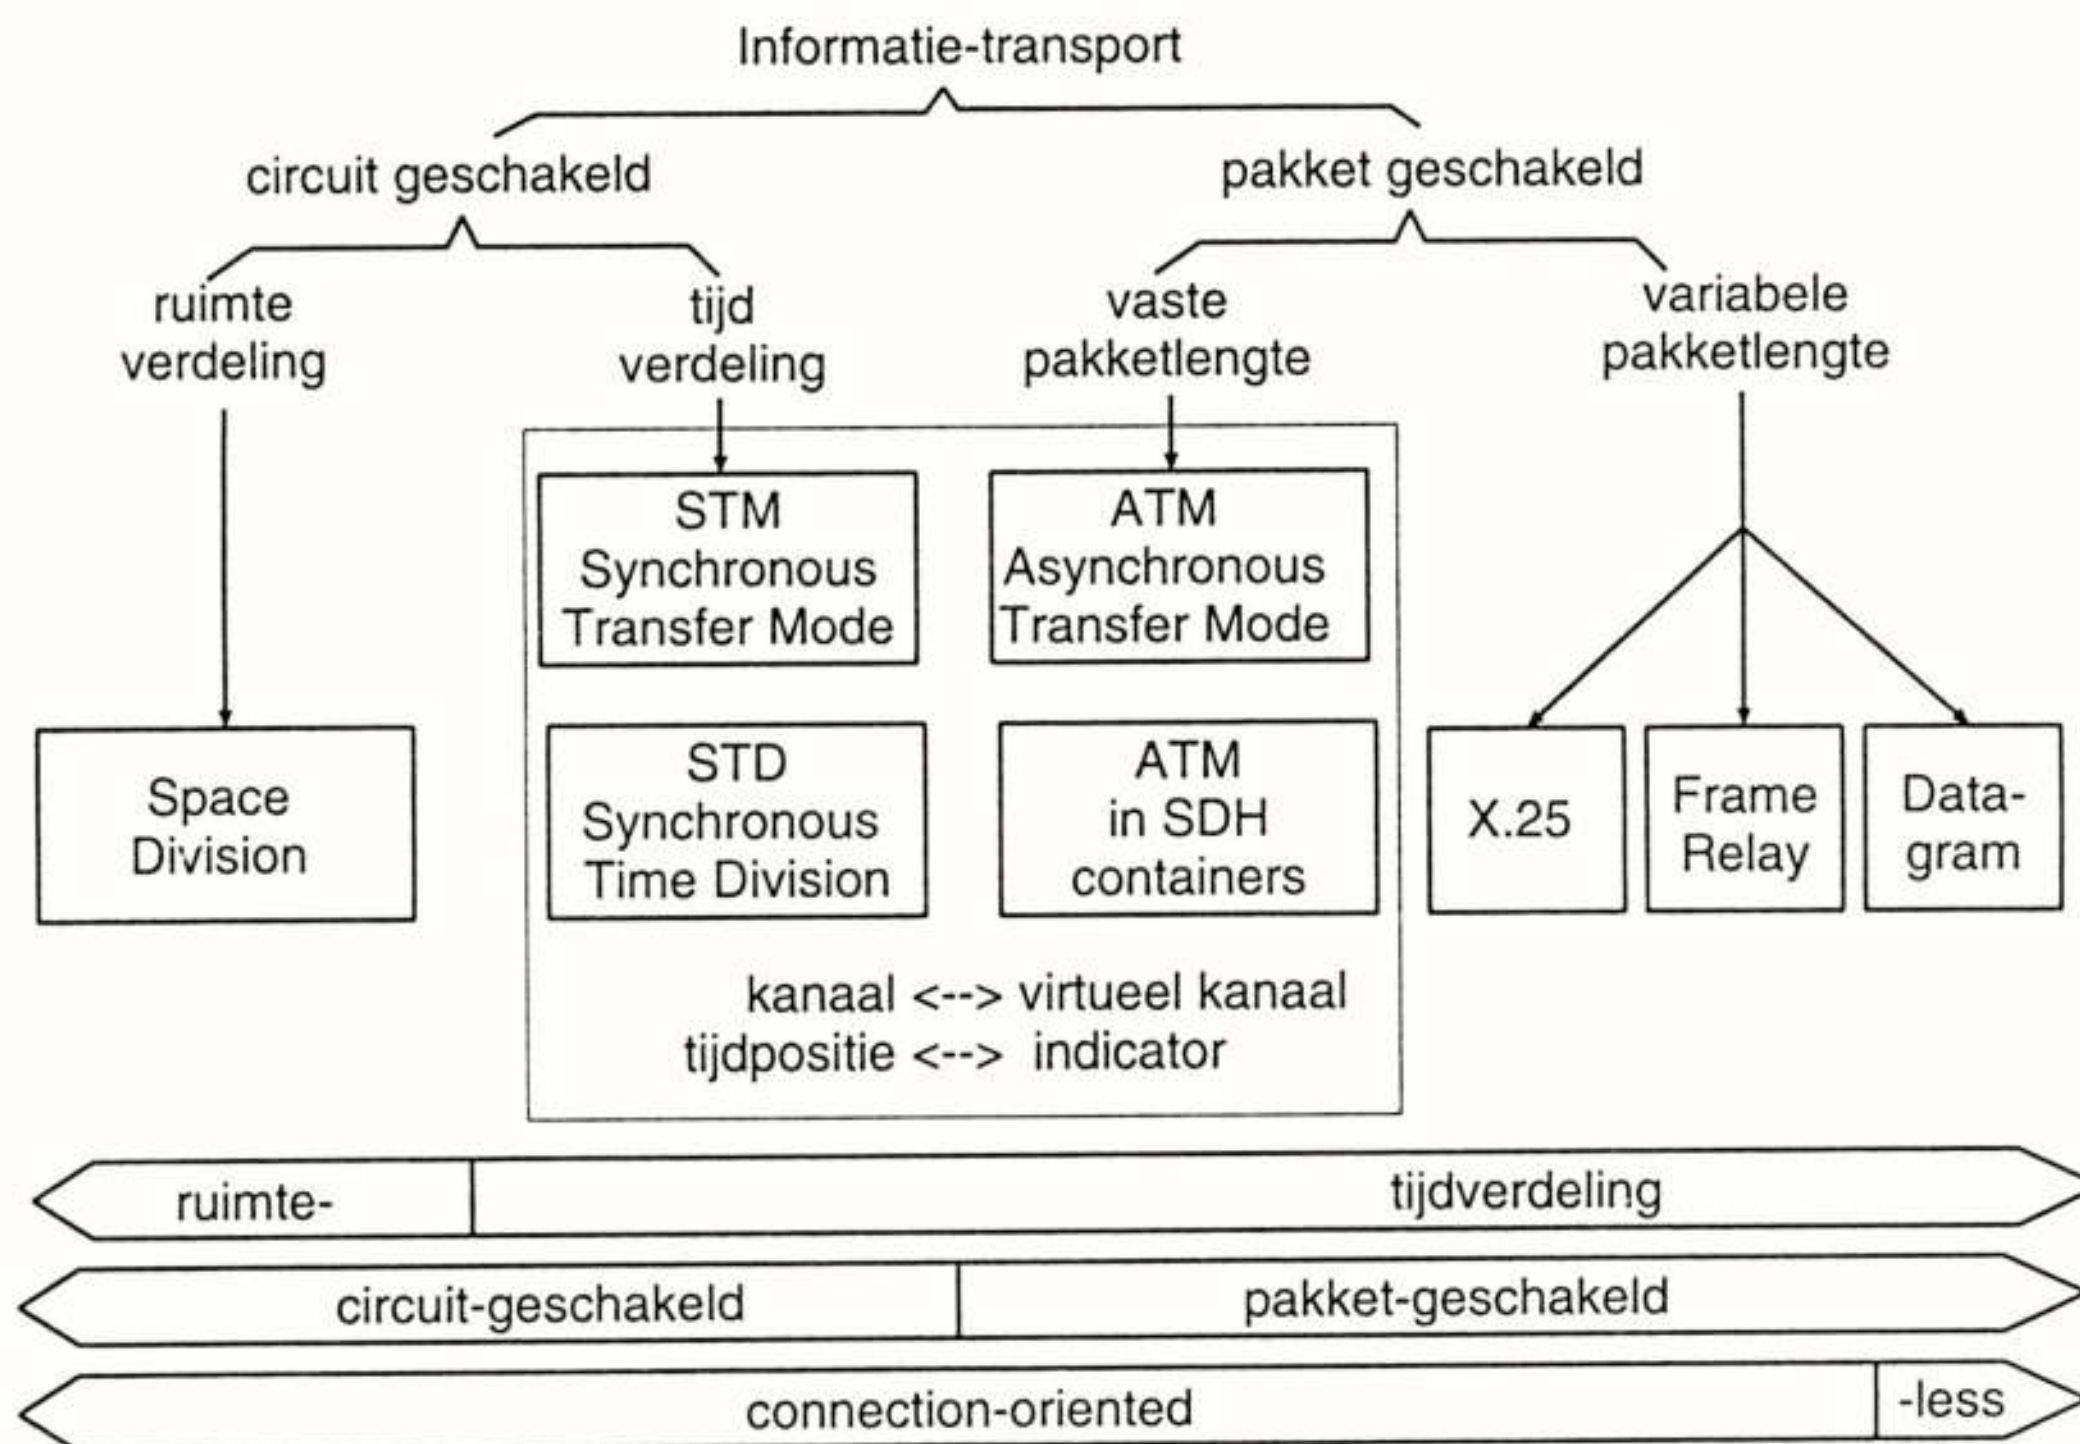 Informatie-transport
circuit geschakeld
pakket geschakeld
ruimte
verdeling
tijd
verdeling
vaste
pakketlengte
variabele
pakketlengte
STM
Synchronous
Transfer Mode
ATM
Asynchronous
Transfer Mode
Space
Division
STD
Synchronous
Time Division
ATM
in SDH
containers
X.25
Frame
Relay
Data-
gram
kanaal <--> virtueel kanaal
tijdpositie <--> indicator
ruimte-
tijdverdeling
circuit-geschakeld
pakket-geschakeld
connection-oriented
-less